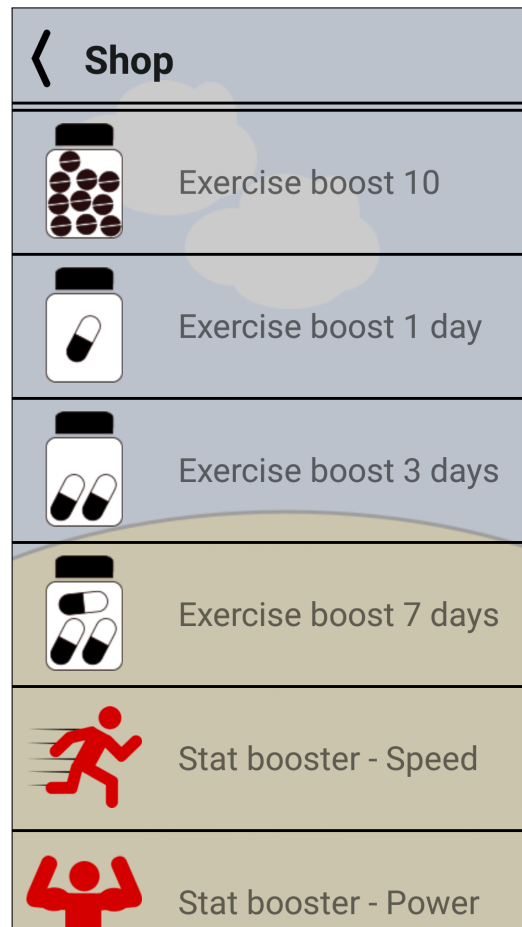 Shop
Exercise boost 10
Exercise boost 1 day
Exercise boost 3 days
Exercise boost 7 days
Stat booster - Speed
Stat booster - Power